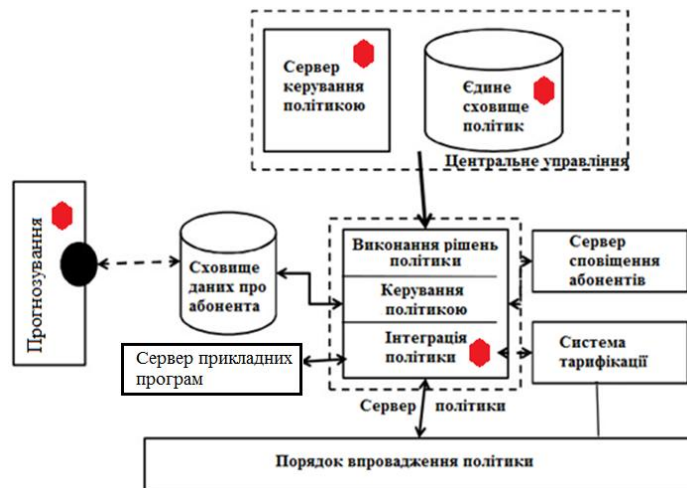 Сервер
керування
політикою
Єдине
сховище
політик
Центральне управління
Прогнозування
Сховище
даних про
абонента
Виконання рішень
політики
Керування
політикою
Інтеграція
політики
Сервер
сповіщення
абонентів
Система
тарифікації
Сервер прикладних
програм
Сервер політики
Порядок впровадження політики